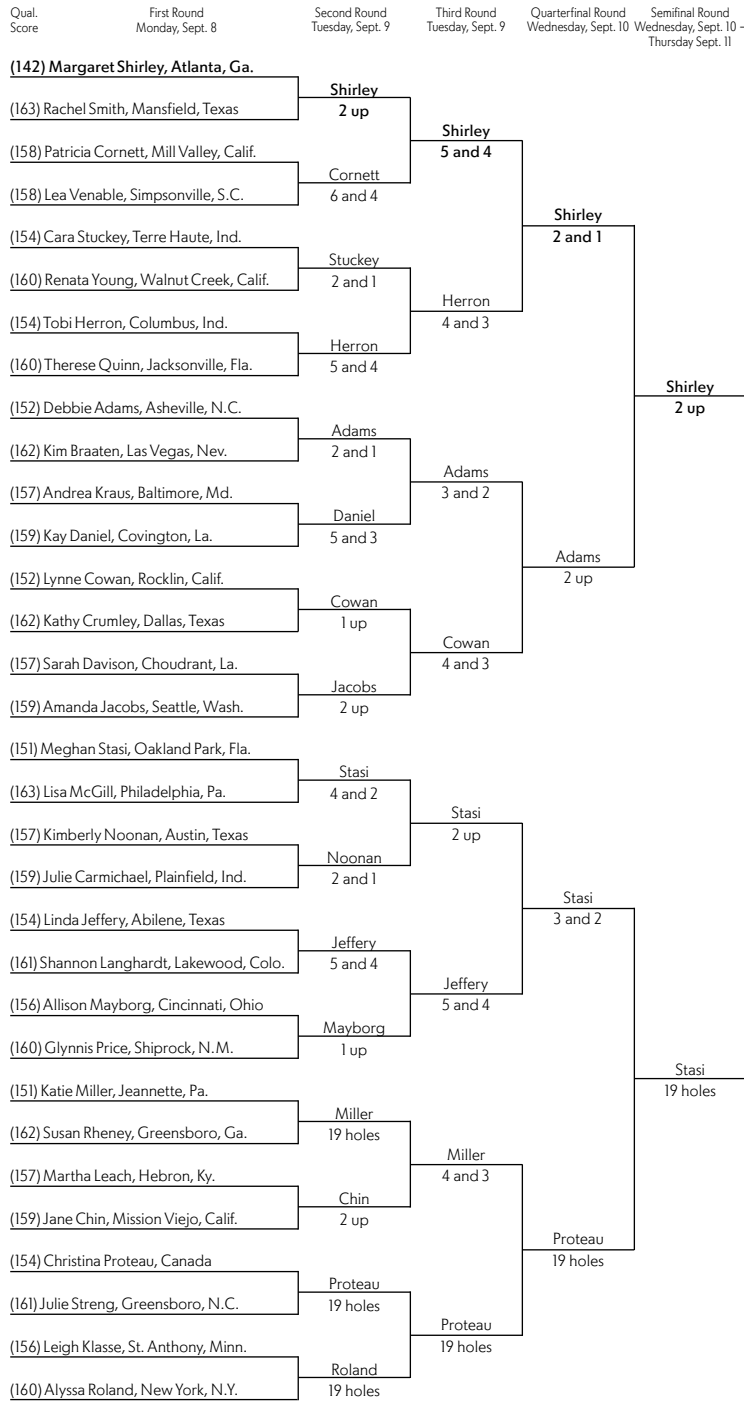 Qual. Score
First Round
Monday, Sept. 8
Second Round
Tuesday, Sept. 9
Third Round
Tuesday, Sept. 9
Quarterfinal Round
Wednesday, Sept. 10
Semifinal Round
Wednesday, Sept. 10 –
Thursday Sept. 11
(142) Margaret Shirley, Atlanta, Ga.
(163) Rachel Smith, Mansfield, Texas
(158) Patricia Cornett, Mill Valley, Calif.
(158) Lea Venable, Simpsonville, S.C.
(154) Cara Stuckey, Terre Haute, Ind.
(160) Renata Young, Walnut Creek, Calif.
(154) Tobi Herron, Columbus, Ind.
(160) Therese Quinn, Jacksonville, Fla.
(152) Debbie Adams, Asheville, N.C.
(162) Kim Braaten, Las Vegas, Nev.
(157) Andrea Kraus, Baltimore, Md.
(159) Kay Daniel, Covington, La.
(152) Lynne Cowan, Rocklin, Calif.
(162) Kathy Crumley, Dallas, Texas
(157) Sarah Davison, Choudrant, La.
(159) Amanda Jacobs, Seattle, Wash.
(151) Meghan Stasi, Oakland Park, Fla.
(163) Lisa McGill, Philadelphia, Pa.
(157) Kimberly Noonan, Austin, Texas
(159) Julie Carmichael, Plainfield, Ind.
(154) Linda Jeffery, Abilene, Texas
(161) Shannon Langhardt, Lakewood, Colo.
(156) Allison Mayborg, Cincinnati, Ohio
(160) Glynnis Price, Shiprock, N.M.
(151) Katie Miller, Jeannette, Pa.
(162) Susan Rheney, Greensboro, Ga.
(157) Martha Leach, Hebron, Ky.
(159) Jane Chin, Mission Viejo, Calif.
(154) Christina Proteau, Canada
(161) Julie Streng, Greensboro, N.C.
(156) Leigh Klasse, St. Anthony, Minn.
(160) Alyssa Roland, New York, N.Y.
Shirley
2 up
Cornett
6 and 4
Stuckey
2 and 1
Herron
5 and 4
Adams
2 and 1
Daniel
5 and 3
Cowan
1 up
Jacobs
2 up
Stasi
4 and 2
Noonan
2 and 1
Jeffery
5 and 4
Mayborg
1 up
Miller
19 holes
Chin
2 up
Proteau
19 holes
Roland
19 holes
Shirley
5 and 4
Herron
4 and 3
Adams
3 and 2
Cowan
4 and 3
Stasi
2 up
Jeffery
5 and 4
Miller
4 and 3
Proteau
19 holes
Shirley
2 and 1
Adams
2 up
Stasi
3 and 2
Proteau
19 holes
Shirley
2 up
Stasi
19 holes